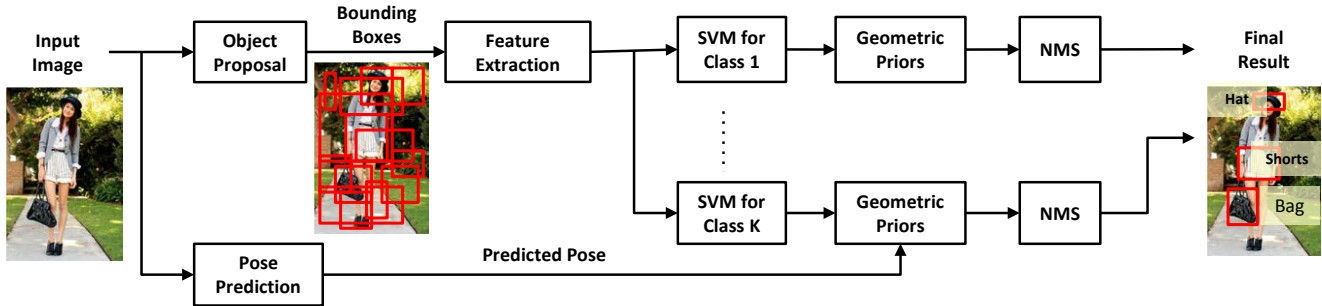 Input
Image
Object
Proposal
Bounding
Boxes
Feature
Extraction
SVM for
Class 1
Geometric
Priors
NMS
Final
Result
Hat
Shorts
Bag
SVM for
Class K
Geometric
Priors
NMS
Pose
Prediction
Predicted Pose